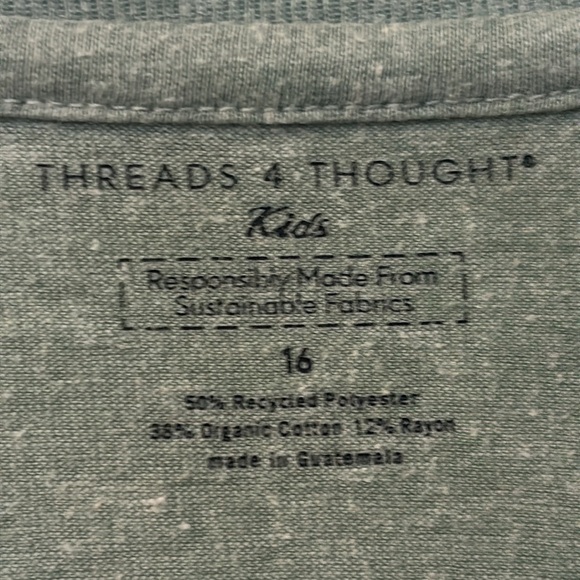 THREADS 4 THOUGHT®
Kids
Responsibly Made From
Sustainable Fabrics
16
50% Recycled Polyester
38% Organic Cotton 12% Rayon
made in Guatemala